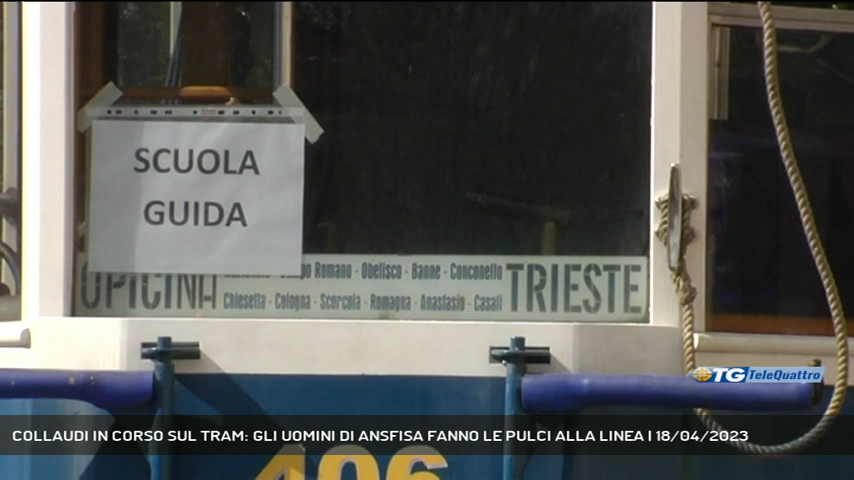 SCUOLA
GUIDA
OPICINA
Campo Romano - Obelisco - Banne - Conconello
TRIESTE
Chiesetta - Cologna - Scorcola - Romagna - Anastasio - Casali
TG TeleQuattro
COLLAUDI IN CORSO SUL TRAM: GLI UOMINI DI ANSFISA FANNO LE PULCI ALLA LINEA | 18/04/2023
406